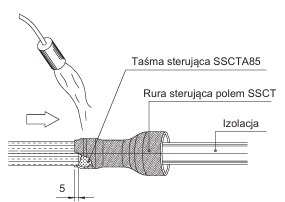 Taśma sterująca SSCTA85
Rura sterująca polem SSCT
Izolacja
5